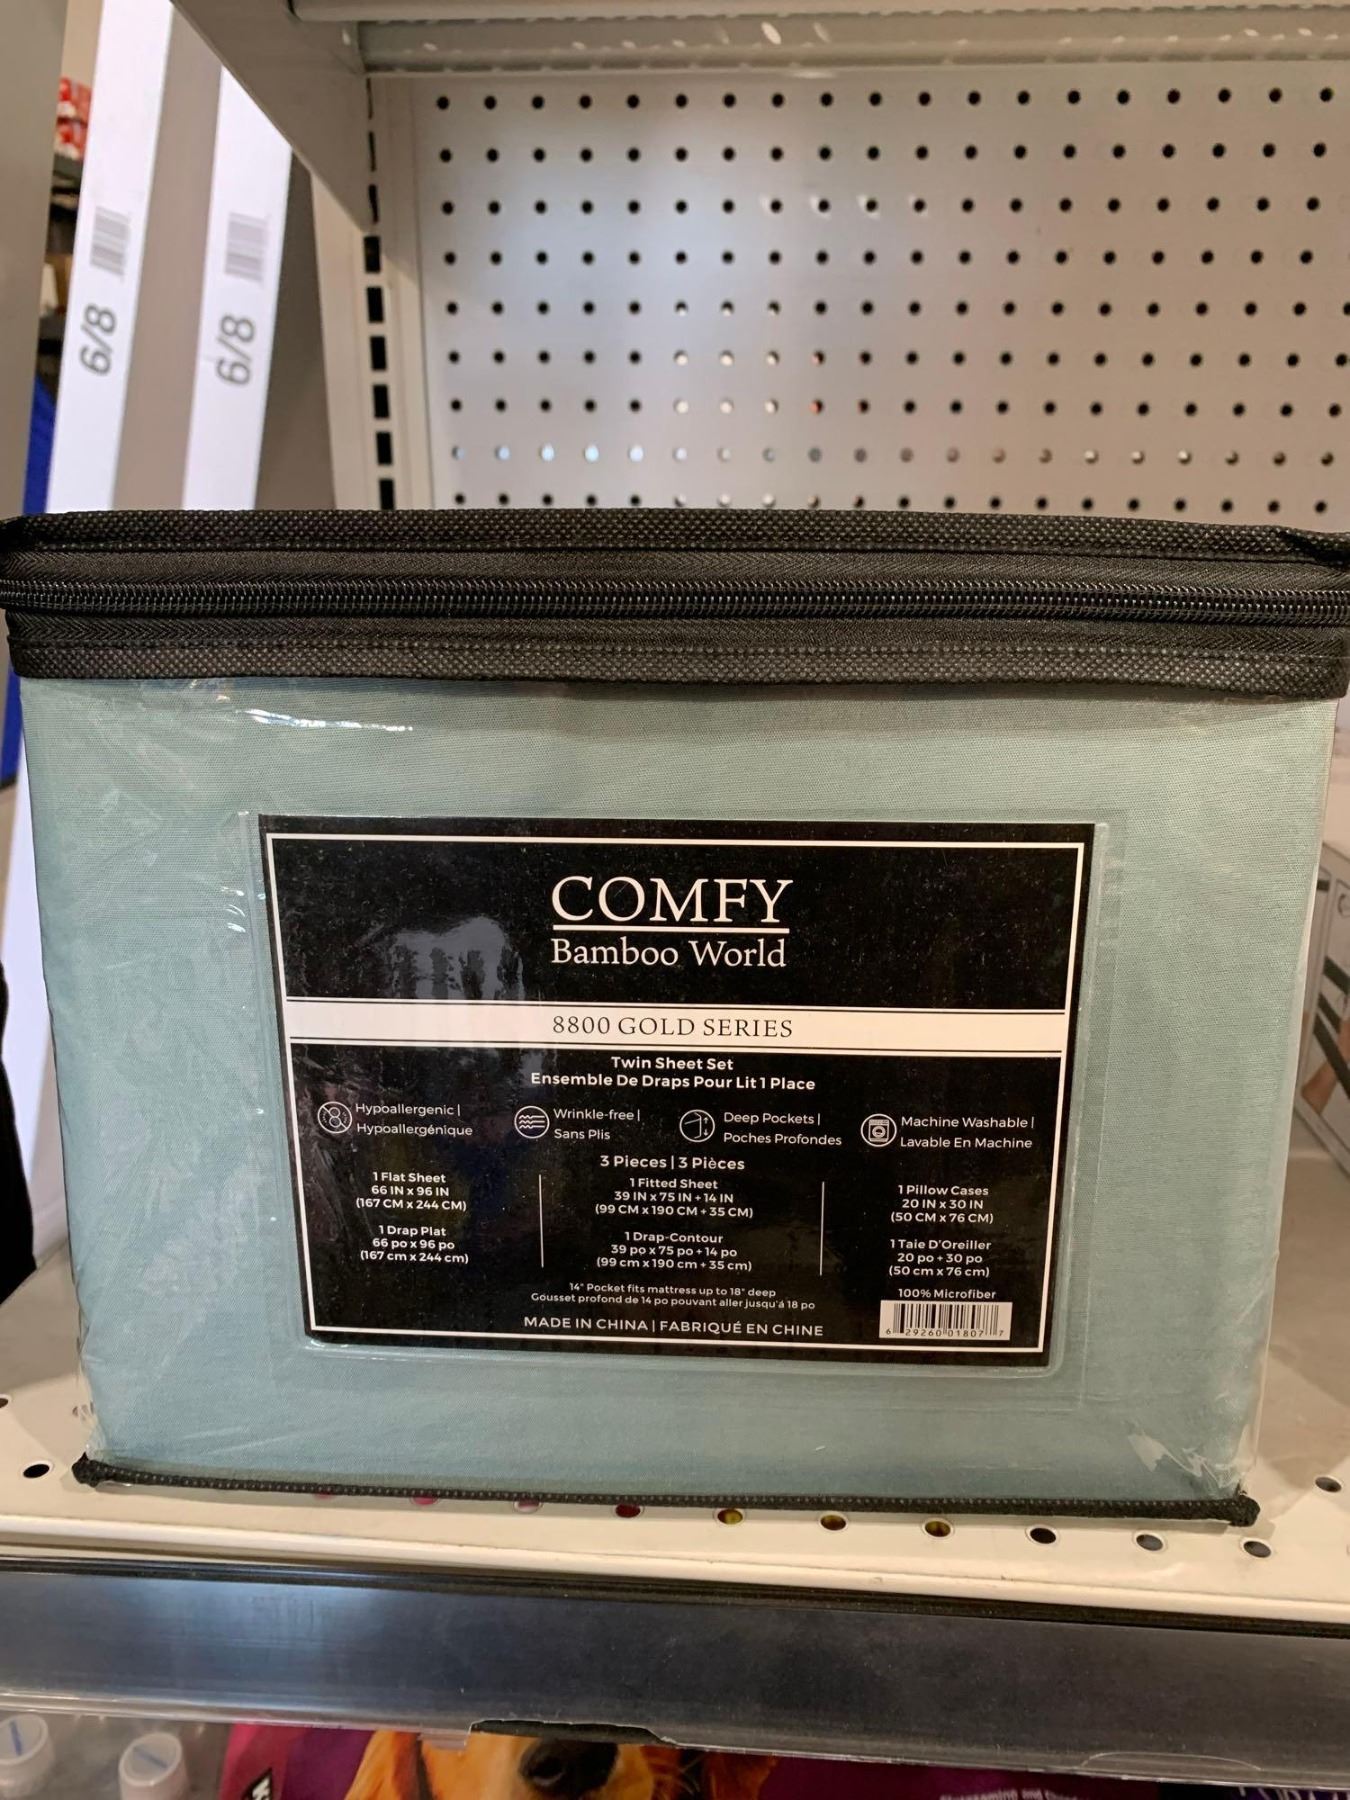 6/8
6/8
COMFY
Bamboo World
8800 GOLD SERIES
Twin Sheet Set
Ensemble De Draps Pour Lit 1 Place
Hypoallergenic |
Hypoallergénique
Wrinkle-free |
Sans Plis
Deep Pockets |
Poches Profondes
Machine Washable |
Lavable En Machine
3 Pieces | 3 Pièces
1 Flat Sheet
66 IN x 96 IN
(167 CM x 244 CM)
1 Drap Plat
66 po x 96 po
(167 cm x 244 cm)
1 Fitted Sheet
39 IN x 75 IN + 14 IN
(99 CM x 190 CM + 35 CM)
1 Drap-Contour
39 po x 75 po + 14 po
(99 cm x 190 cm + 35 cm)
1 Pillow Cases
20 IN x 30 IN
(50 CM x 76 CM)
1 Taie D'Oreiller
20 po + 30 po
(50 cm x 76 cm)
14" Pocket fits mattress up to 18" deep
Gousset profond de 14 po pouvant aller jusqu'á 18 po
100% Microfiber
MADE IN CHINA | FABRIQUÉ EN CHINE
6 29260 01807 7